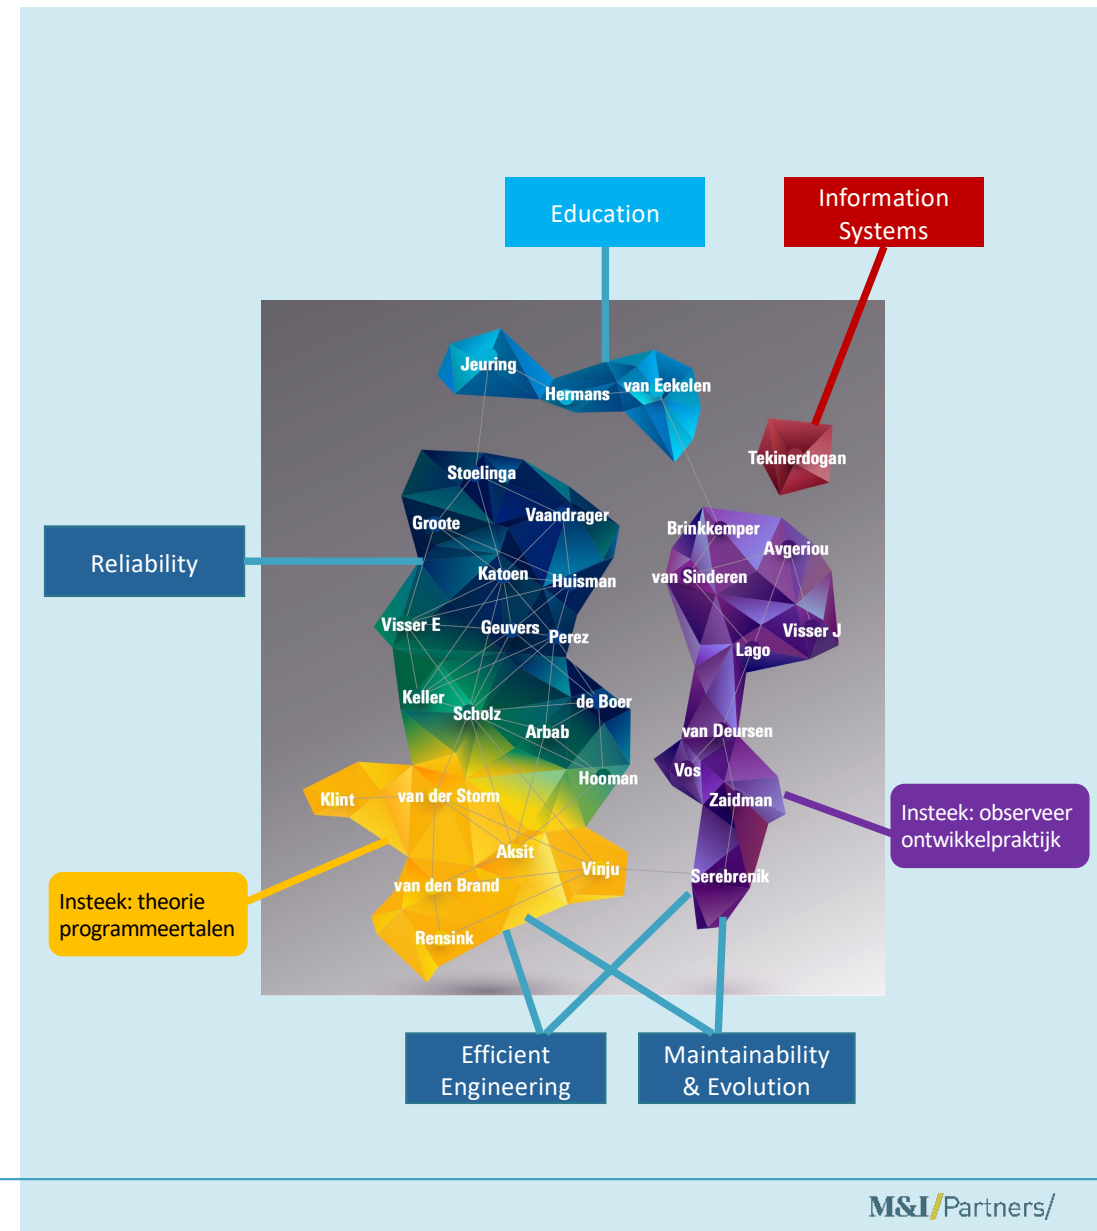 Education
Information
Systems
Jeuring
Hermans
van Eekelen
Tekinerdogan
Stoelinga
Groote
Vaandrager
Brinkkemper
Avgeriou
Reliability
Katoen
Huisman
van Sinderen
Visser E
Geuvers
Perez
Visser J
Lago
Keller
Scholz
de Boer
Arbab
van Deursen
Hooman
Vos
Klint
van der Storm
Zaidman
Insteek: observeer
ontwikkelpraktijk
Aksit
Vinju
van den Brand
Serebrenik
Insteek: theorie
programmeertalen
Rensink
Efficient
Engineering
Maintainability
& Evolution
M&I/Partners/